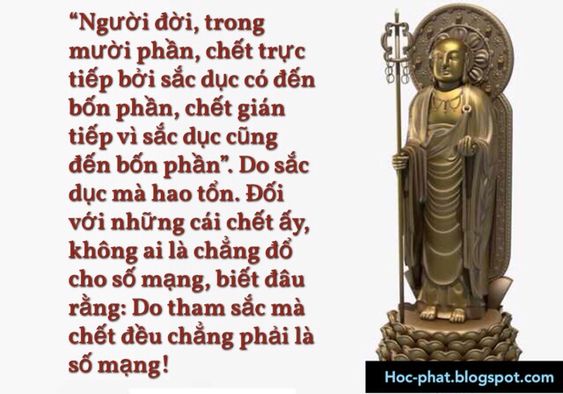 “Người đời, trong
mười phần, chết trực
tiếp bởi sắc dục có đến
bốn phần, chết gián
tiếp vì sắc dục cũng
đến bốn phần”. Do sắc
dục mà hao tổn. Đối
với những cái chết ấy,
không ai là chẳng đổ
cho số mạng, biết đâu
rằng: Do tham sắc mà
chết đều chẳng phải là
số mạng!
Hoc-phat.blogspot.com